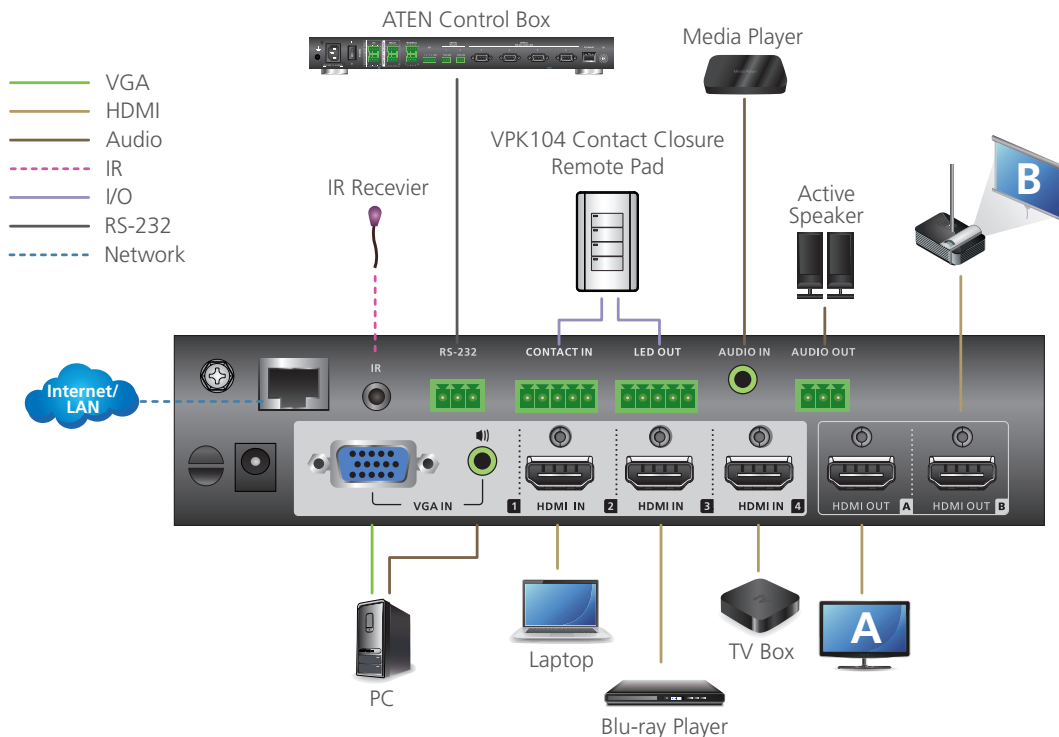 ATEN Control Box
Media Player
VGA
HDMI
Audio
IR
I/O
RS-232
Network
VPK104 Contact Closure
Remote Pad
IR Recevier
Active
Speaker
B
Internet/
LAN
IR
RS-232
CONTACT IN
LED OUT
AUDIO IN
AUDIO OUT
VGA IN
1
HDMI IN
2
HDMI IN
3
HDMI IN
4
HDMI OUT
A
HDMI OUT
B
PC
Laptop
Blu-ray Player
TV Box
A